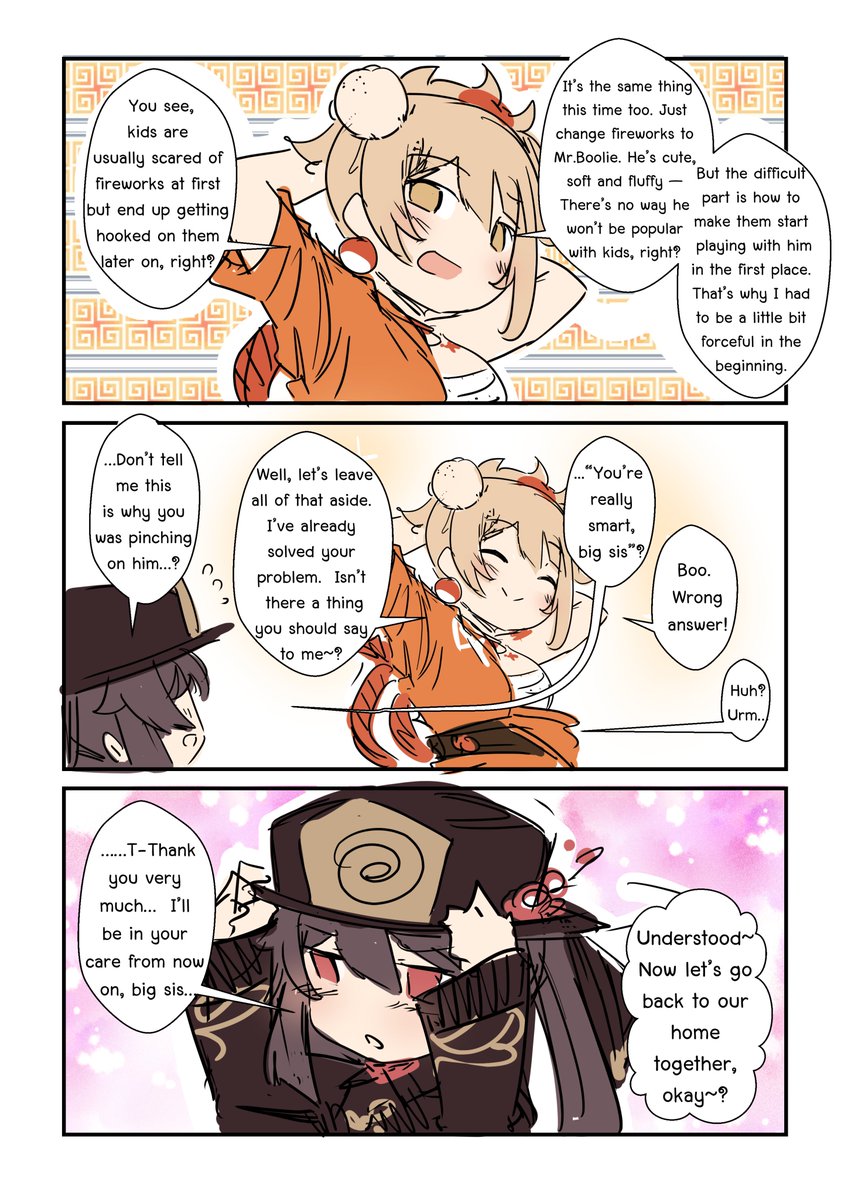 You see,
kids are
usually scared of
fireworks at first
but end up getting
hooked on them
later on, right?
It's the same thing
this time too. Just
change fireworks to
Mr.Boolie. He's cute,
soft and fluffy —
There's no way he
won't be popular
with kids, right?
But the difficult
part is how to
make them start
playing with him
in the first place.
That's why I had
to be a little bit
forceful in the
beginning.
...Don't tell
me this
is why you
was pinching
on him...?
Well, let's leave
all of that aside.
I've already
solved your
problem. Isn't
there a thing
you should say
to me~?
Huh?
Urm..
..."You're
really
smart,
big sis"?
Boo.
Wrong
answer!
......T-Thank
you very
much... I'll
be in your
care from now
on, big sis...
Understood~
Now let's go
back to our
home
together,
okay~?